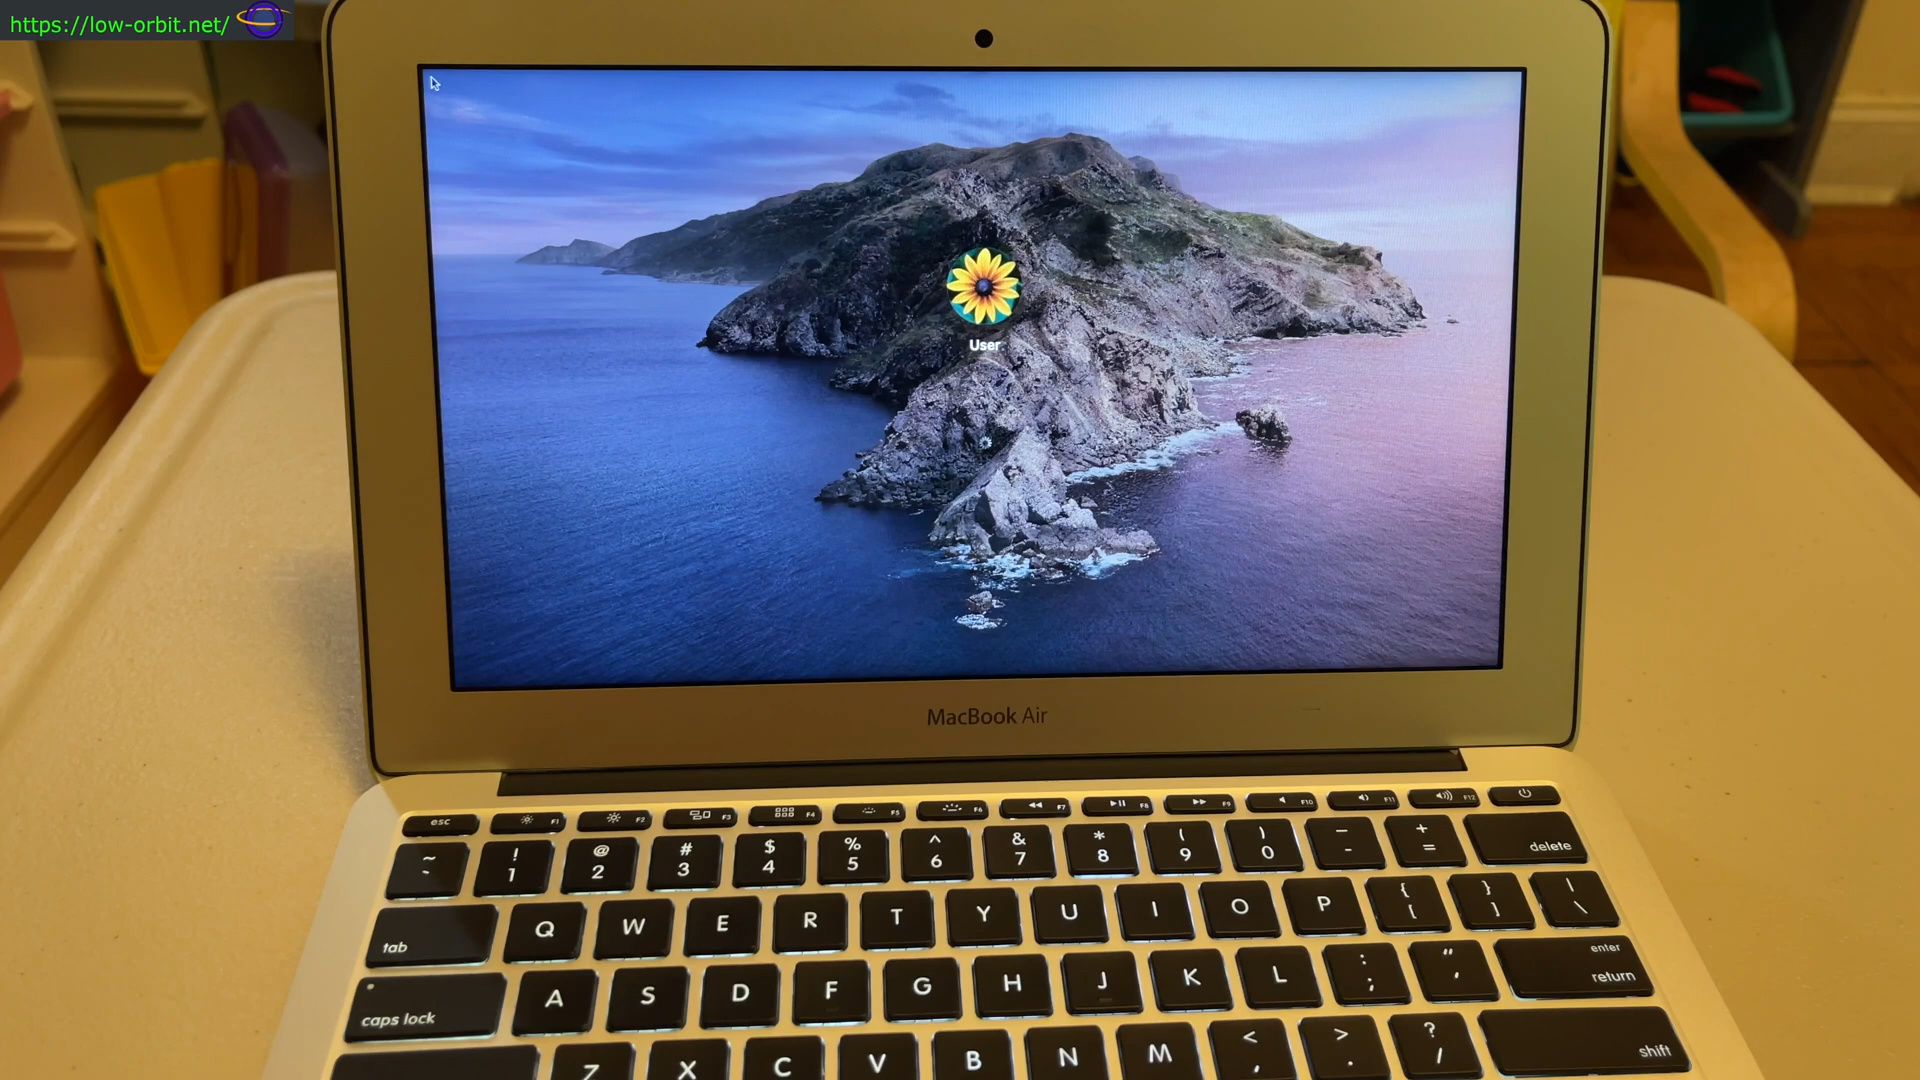 https://low-orbit.net/
User
MacBook Air
esc F1 F2 F3 F4 F5 F6 F7 F8 F9 F10 F11 F12
~ ! @ # $ % ^ & * ( ) _ +
` 1 2 3 4 5 6 7 8 9 0 - = delete
tab Q W E R T Y U I O P { [ } ] | \
caps lock A S D F G H J K L : ; " ' enter return
Z X C V B N M < , > . ? / shift